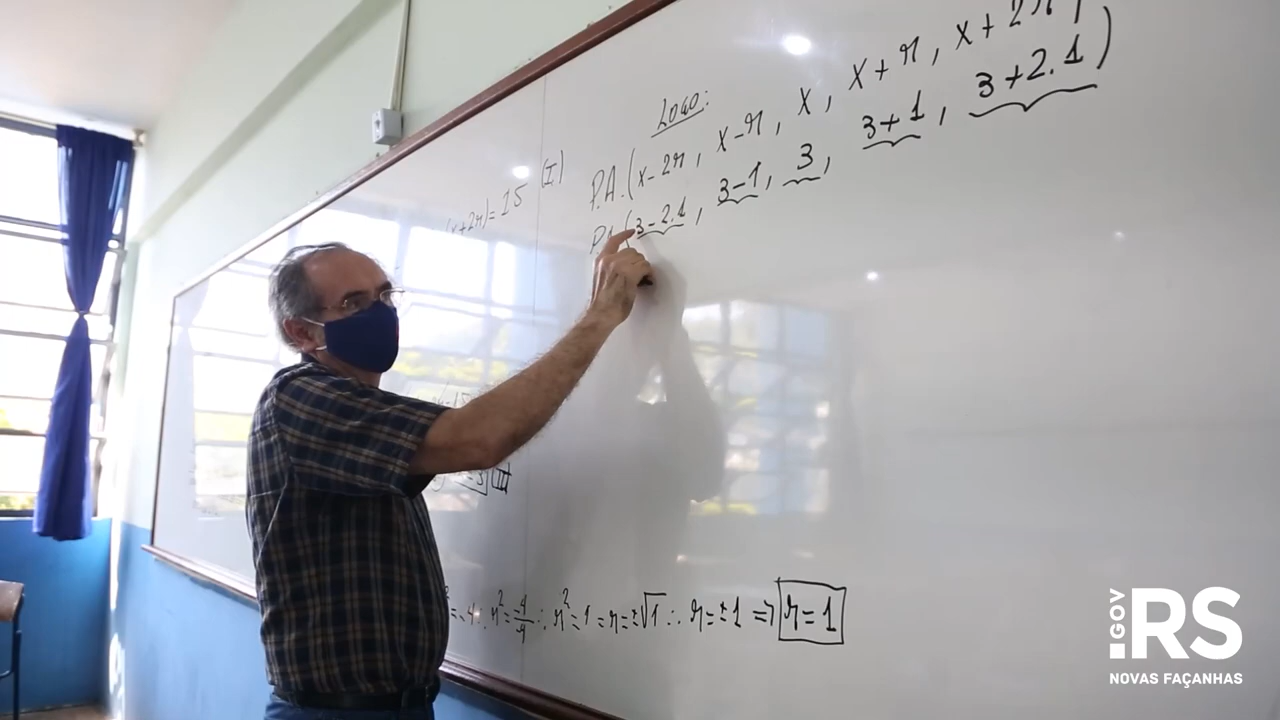 Logo:
P.A.(x-2r, x-r, x, x+r, x+2r)
(3-2.1, 3-1, 3, 3+1, 3+2.1)
(x+2r)=15 (I)
=-4 ∴ r²=-4/-4 ∴ r²=1 = r=±√1 ∴ r=±1 => r=1
GOV
RS
NOVAS FAÇANHAS